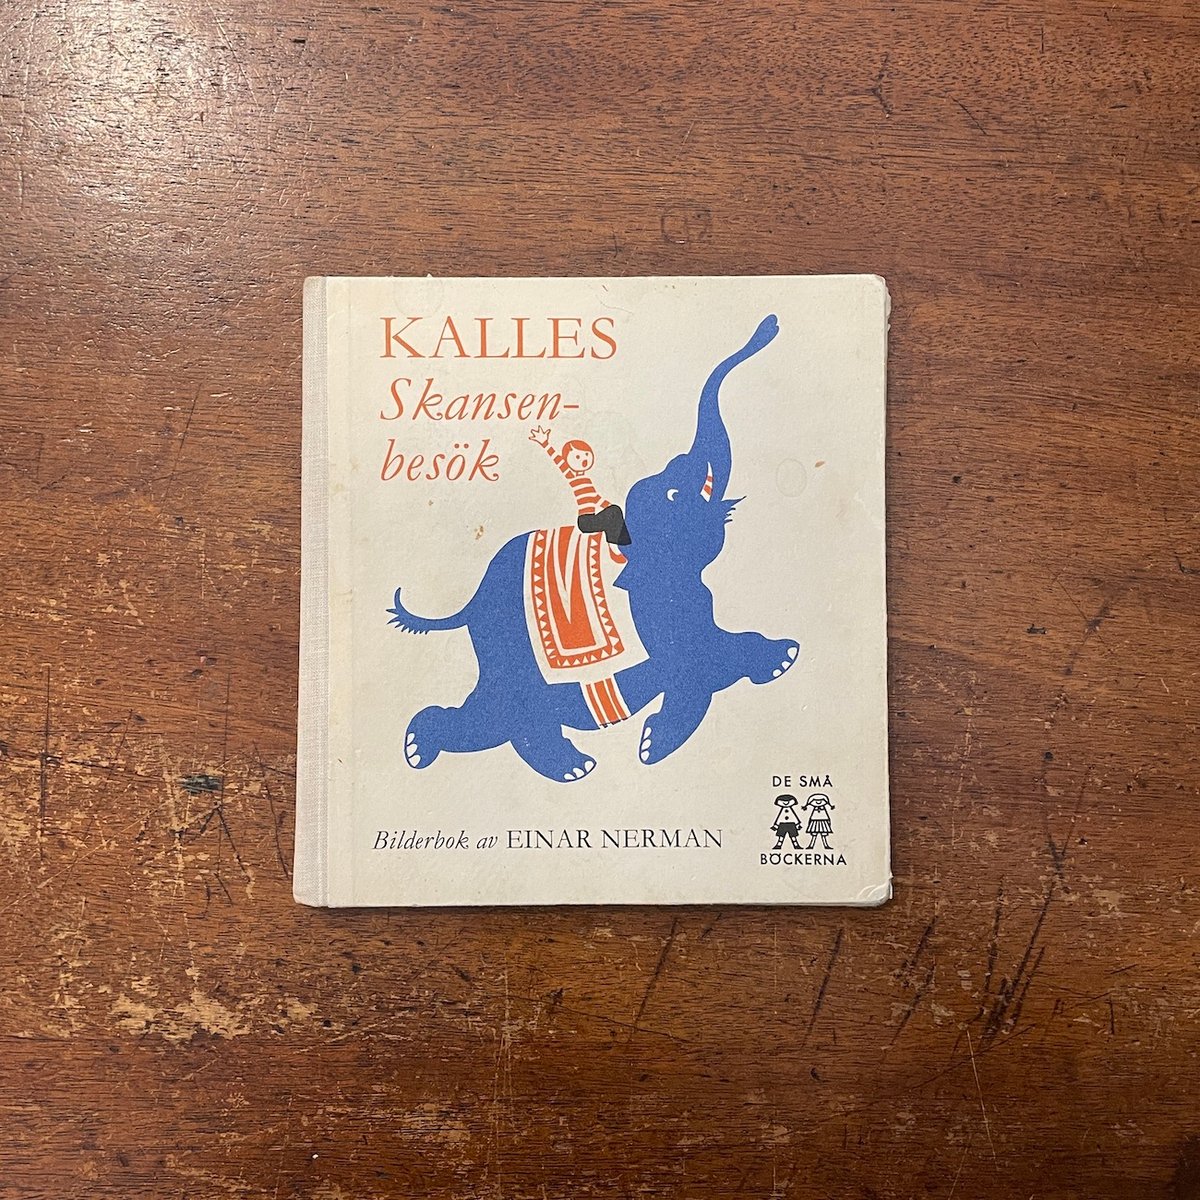 KALLES
Skansen-
besök
Bilderbok av EINAR NERMAN
DE SMÅ
BÖCKERNA